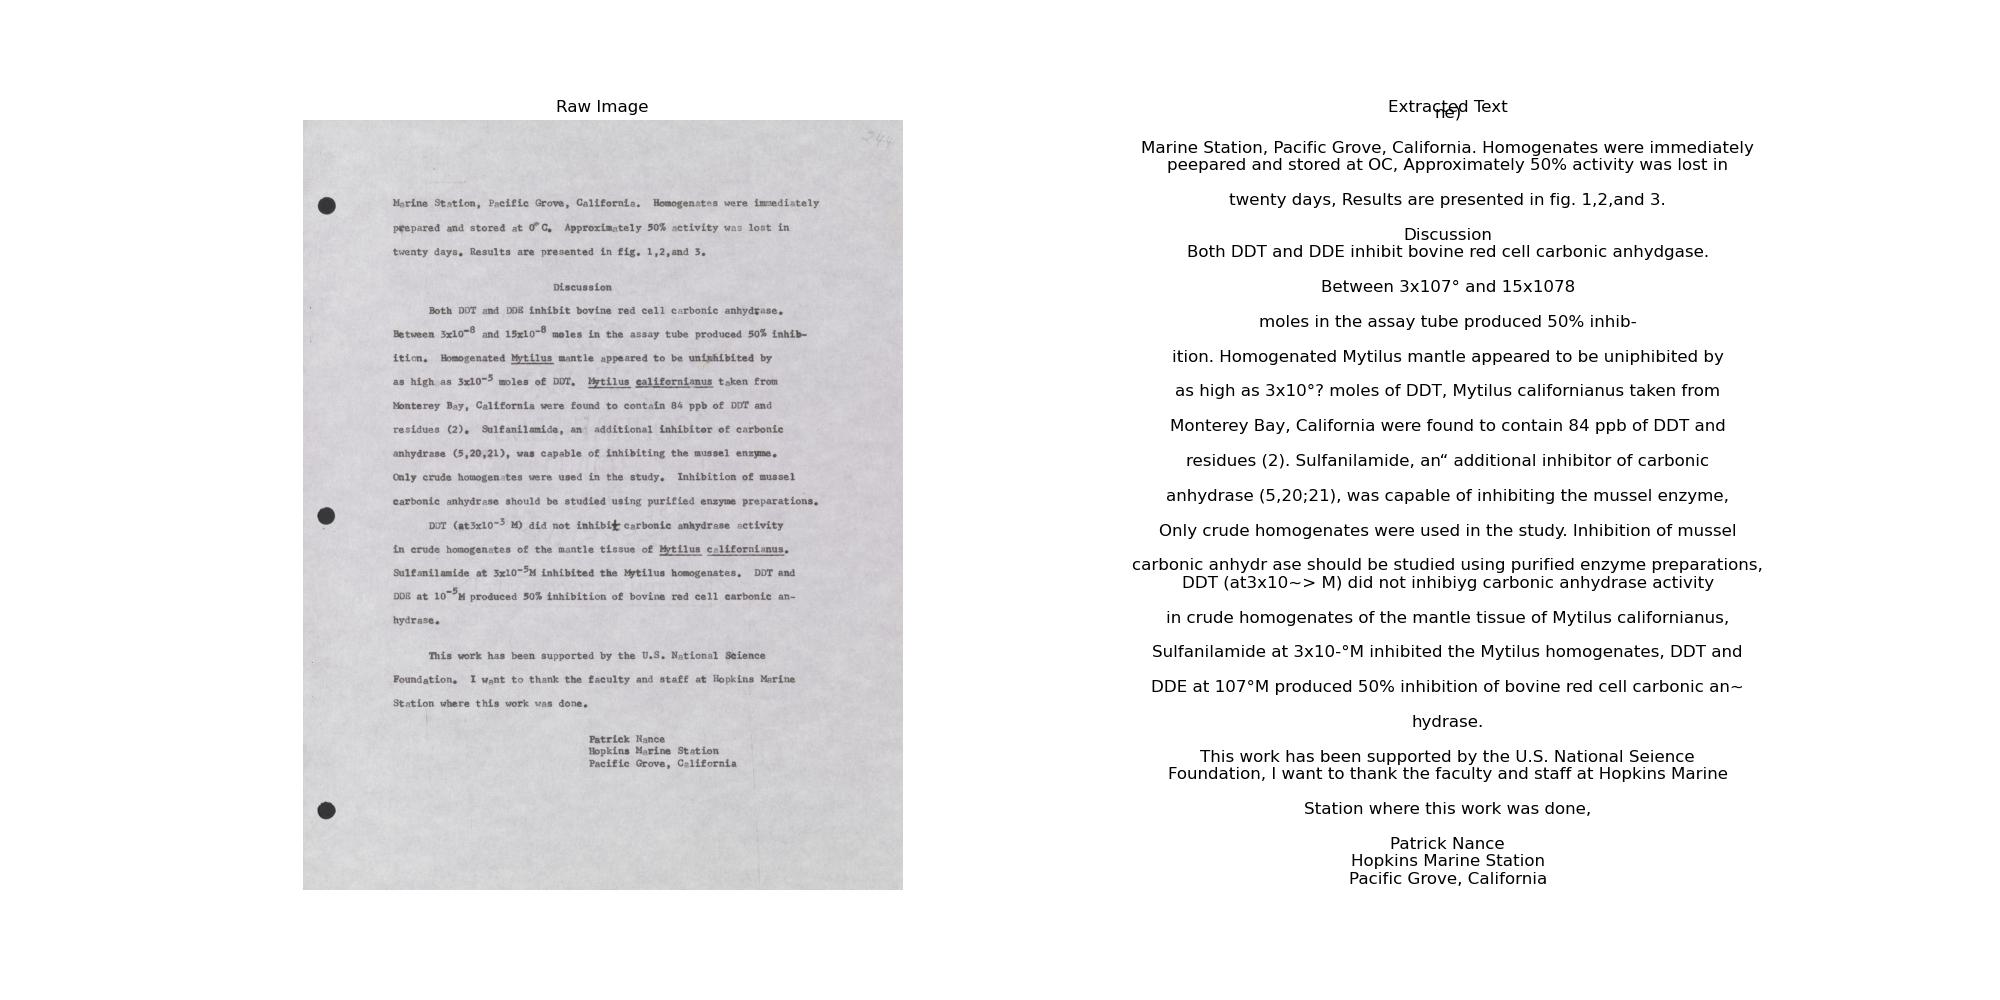 Raw Image
Marine Station, Pacific Grove, California. Homogenates were immediately
prepared and stored at 0°C. Approximately 50% activity was lost in
twenty days. Results are presented in fig. 1,2,and 3.
Discussion
Both DDT and DDE inhibit bovine red cell carbonic anhydrase.
Between 3x10⁻⁸ and 15x10⁻⁸ moles in the assay tube produced 50% inhib-
ition. Homogenated Mytilus mantle appeared to be uninhibited by
as high as 3x10⁻⁵ moles of DDT. Mytilus californianus taken from
Monterey Bay, California were found to contain 84 ppb of DDT and
residues (2). Sulfanilamide, an additional inhibitor of carbonic
anhydrase (5,20,21), was capable of inhibiting the mussel enzyme.
Only crude homogenates were used in the study. Inhibition of mussel
carbonic anhydrase should be studied using purified enzyme preparations.
DDT (at3x10⁻³ M) did not inhibit carbonic anhydrase activity
in crude homogenates of the mantle tissue of Mytilus californianus.
Sulfanilamide at 3x10⁻⁵M inhibited the Mytilus homogenates. DDT and
DDE at 10⁻⁵M produced 50% inhibition of bovine red cell carbonic an-
hydrase.
This work has been supported by the U.S. National Science
Foundation. I want to thank the faculty and staff at Hopkins Marine
Station where this work was done.
Patrick Nance
Hopkins Marine Station
Pacific Grove, California
Extracted Text
ne)
Marine Station, Pacific Grove, California. Homogenates were immediately
peepared and stored at OC, Approximately 50% activity was lost in
twenty days, Results are presented in fig. 1,2,and 3.
Discussion
Both DDT and DDE inhibit bovine red cell carbonic anhydgase.
Between 3x107° and 15x1078
moles in the assay tube produced 50% inhib-
ition. Homogenated Mytilus mantle appeared to be uniphibited by
as high as 3x10°? moles of DDT, Mytilus californianus taken from
Monterey Bay, California were found to contain 84 ppb of DDT and
residues (2). Sulfanilamide, an“ additional inhibitor of carbonic
anhydrase (5,20;21), was capable of inhibiting the mussel enzyme,
Only crude homogenates were used in the study. Inhibition of mussel
carbonic anhydr ase should be studied using purified enzyme preparations,
DDT (at3x10~> M) did not inhibiyg carbonic anhydrase activity
in crude homogenates of the mantle tissue of Mytilus californianus,
Sulfanilamide at 3x10-°M inhibited the Mytilus homogenates, DDT and
DDE at 107°M produced 50% inhibition of bovine red cell carbonic an~
hydrase.
This work has been supported by the U.S. National Seience
Foundation, I want to thank the faculty and staff at Hopkins Marine
Station where this work was done,
Patrick Nance
Hopkins Marine Station
Pacific Grove, California